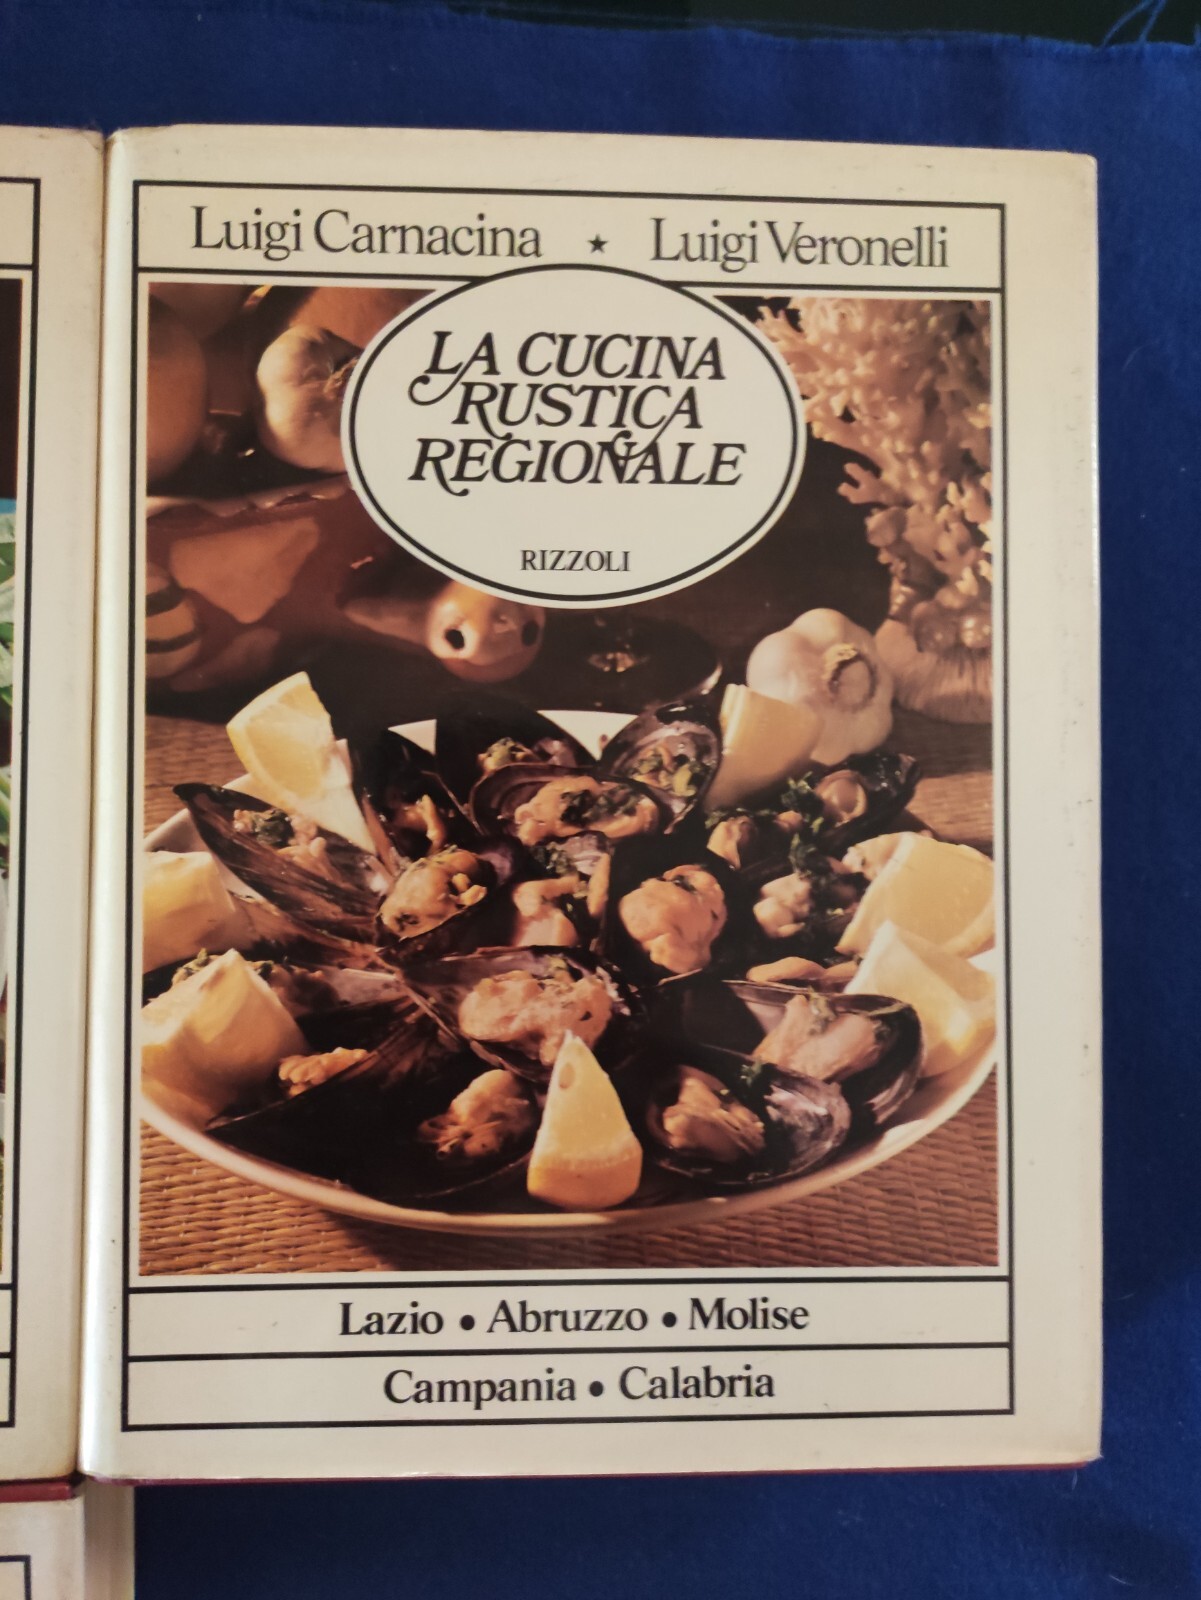 Luigi Carnacina ★ Luigi Veronelli
LA CUCINA
RUSTICA
REGIONALE
RIZZOLI
Lazio • Abruzzo • Molise
Campania • Calabria